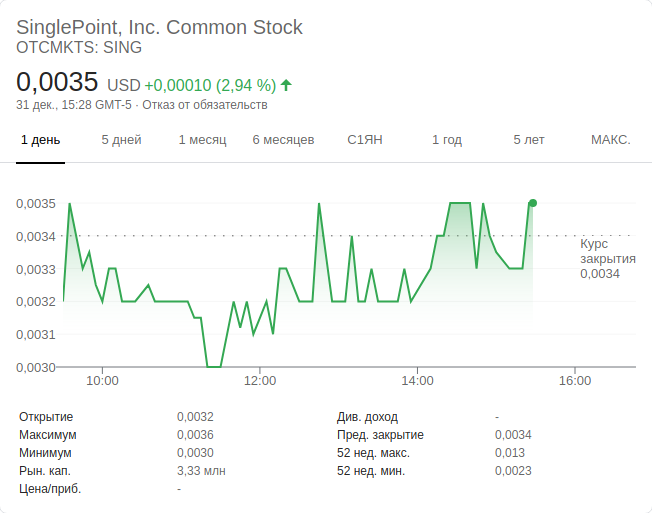 SinglePoint, Inc. Common Stock
OTCMKTS: SING
0,0035 USD +0,00010 (2,94 %)
31 дек., 15:28 GMT-5 · Отказ от обязательств
1 день 5 дней 1 месяц 6 месяцев С1ЯН 1 год 5 лет МАКС.
0,0035
0,0034
Курс
закрытия
0,0034
0,0033
0,0032
0,0031
0,0030
10:00 12:00 14:00 16:00
Открытие 0,0032 Див. доход -
Максимум 0,0036 Пред. закрытие 0,0034
Минимум 0,0030 52 нед. макс. 0,013
Рын. кап. 3,33 млн 52 нед. мин. 0,0023
Цена/приб. -